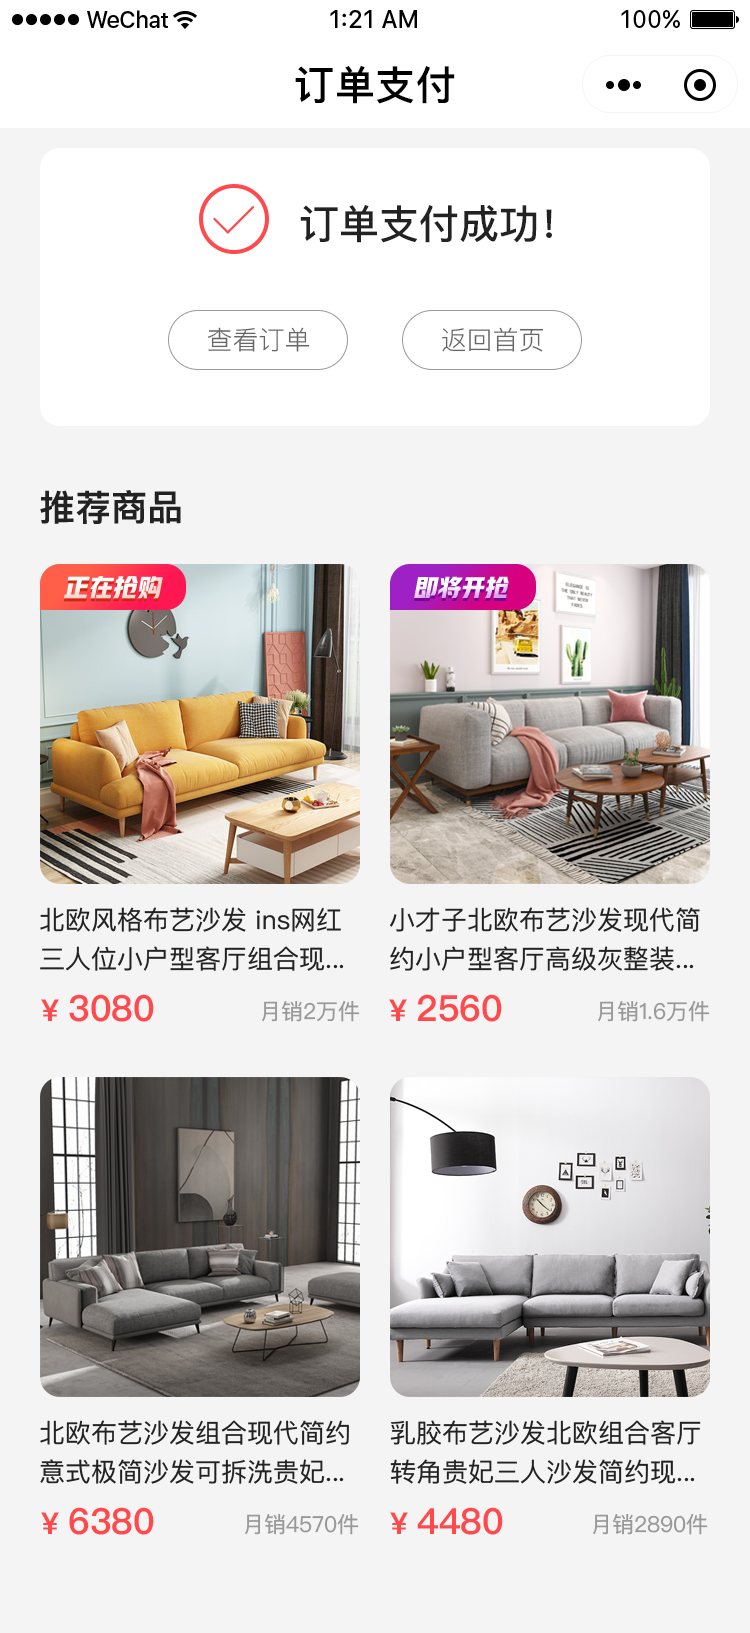 WeChat 1:21 AM 100%
订单支付
订单支付成功!
查看订单 返回首页
推荐商品
正在抢购
即将开抢
ELEGANCE IS
THE ONLY BEAUTY
THAT NEVER
FADES
北欧风格布艺沙发 ins网红
三人位小户型客厅组合现...
¥ 3080 月销2万件
小才子北欧布艺沙发现代简
约小户型客厅高级灰整装...
¥ 2560 月销1.6万件
北欧布艺沙发组合现代简约
意式极简沙发可拆洗贵妃...
¥ 6380 月销4570件
乳胶布艺沙发北欧组合客厅
转角贵妃三人沙发简约现...
¥ 4480 月销2890件